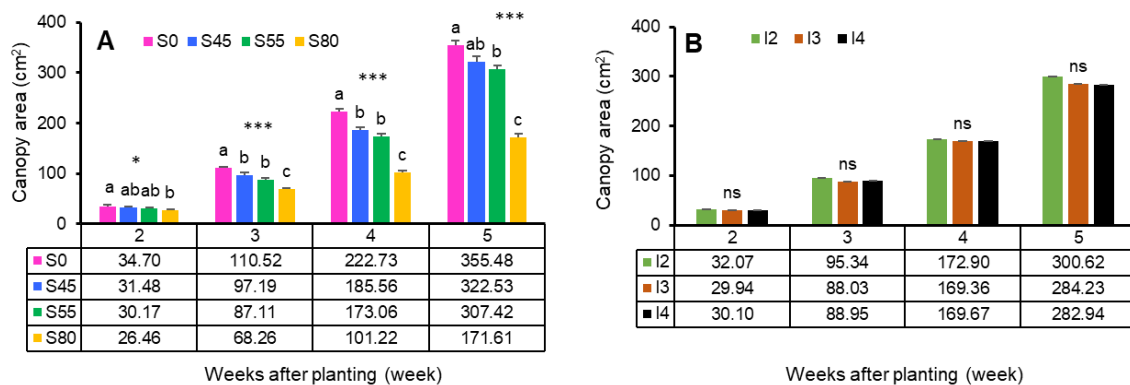 A
S0 S45 S55 S80
Canopy area (cm2)
400
300
200
100
0
*
***
***
***
a ab ab b
a b b c
a b b c
a ab b c
2 3 4 5
S0 34.70 110.52 222.73 355.48
S45 31.48 97.19 185.56 322.53
S55 30.17 87.11 173.06 307.42
S80 26.46 68.26 101.22 171.61
Weeks after planting (week)
B
I2 I3 I4
Canopy area (cm2)
400
300
200
100
0
ns
ns
ns
ns
2 3 4 5
I2 32.07 95.34 172.90 300.62
I3 29.94 88.03 169.36 284.23
I4 30.10 88.95 169.67 282.94
Weeks after planting (week)